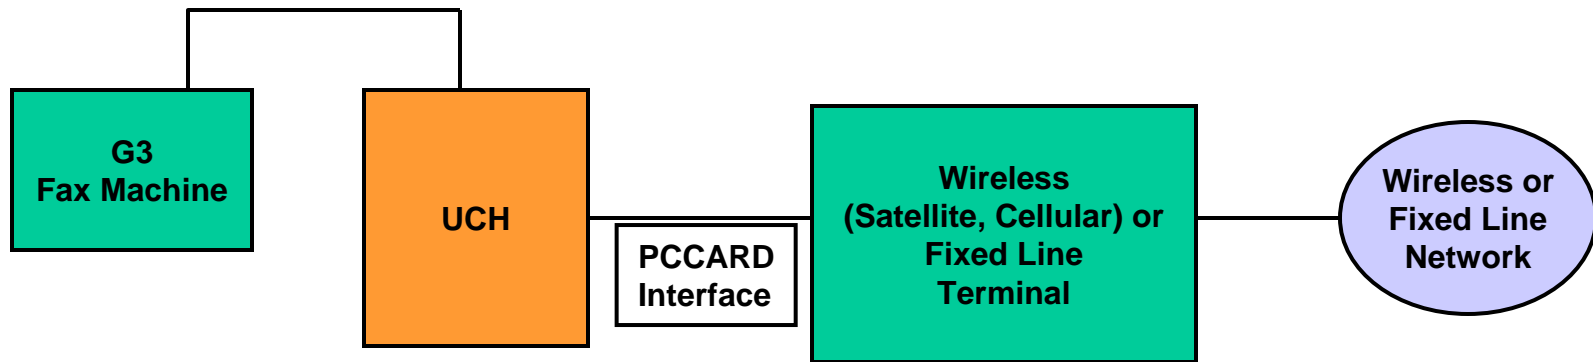 G3
Fax Machine
UCH
PCCARD
Interface
Wireless
(Satellite, Cellular) or
Fixed Line
Terminal
Wireless or
Fixed Line
Network